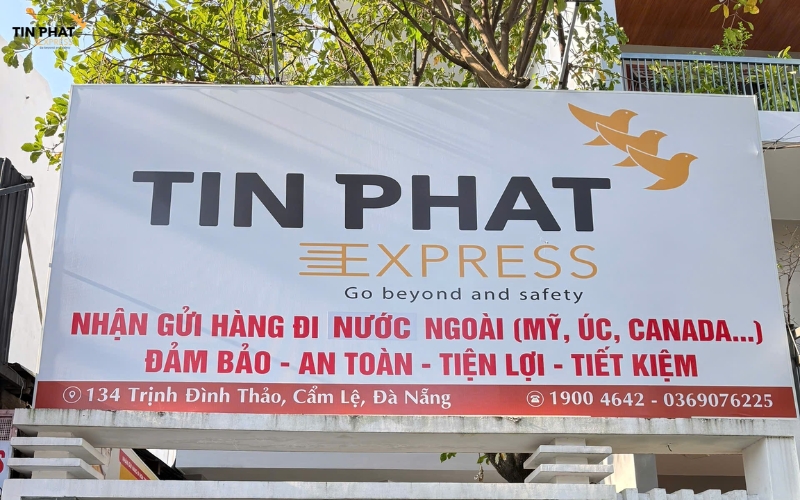 TIN PHAT
TIN PHAT
EXPRESS
Go beyond and safety
NHẬN GỬI HÀNG ĐI NƯỚC NGOÀI (MỸ, ÚC, CANADA...)
ĐẢM BẢO - AN TOÀN - TIỆN LỢI - TIẾT KIỆM
134 Trịnh Đình Thảo, Cẩm Lệ, Đà Nẵng
1900 4642 - 0369076225